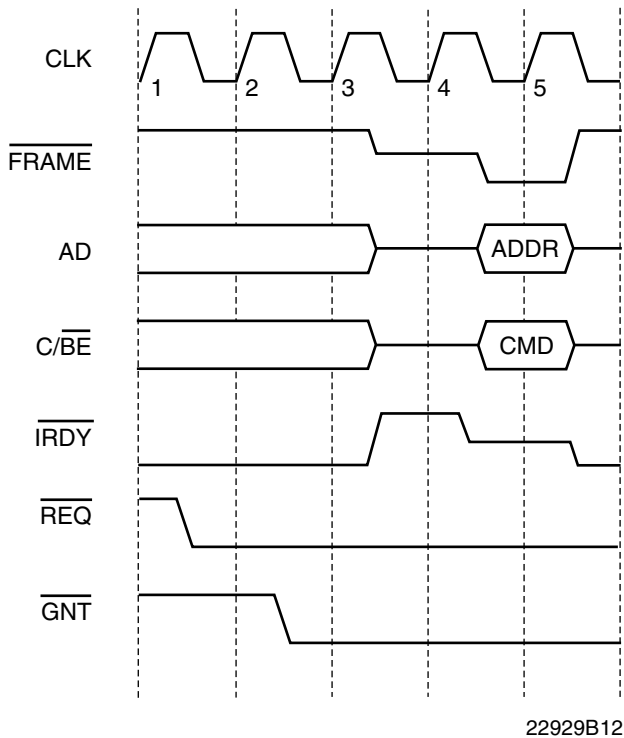 CLK
1 2 3 4 5
FRAME
AD
ADDR
C/BE
CMD
IRDY
REQ
GNT
22929B12